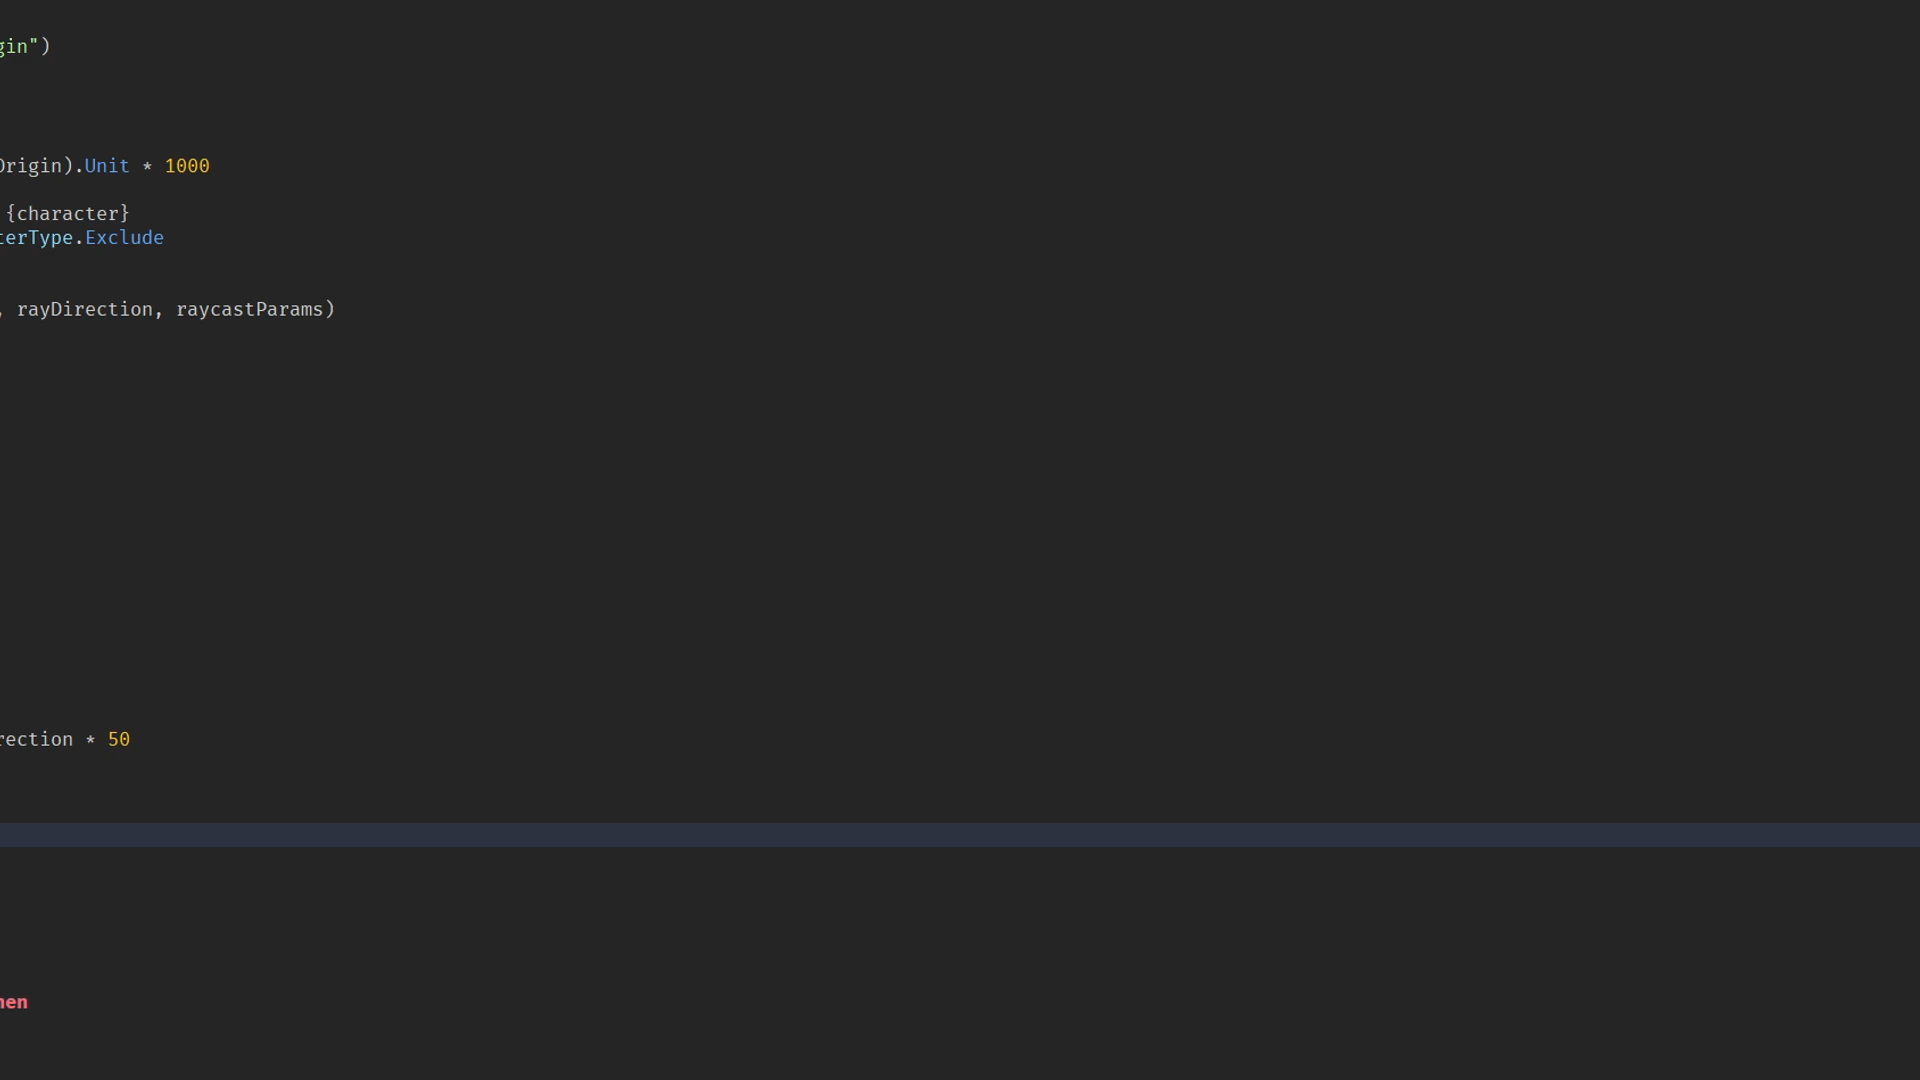 gin")
Origin).Unit * 1000
{character}
terType.Exclude
, rayDirection, raycastParams)
rection * 50
hen